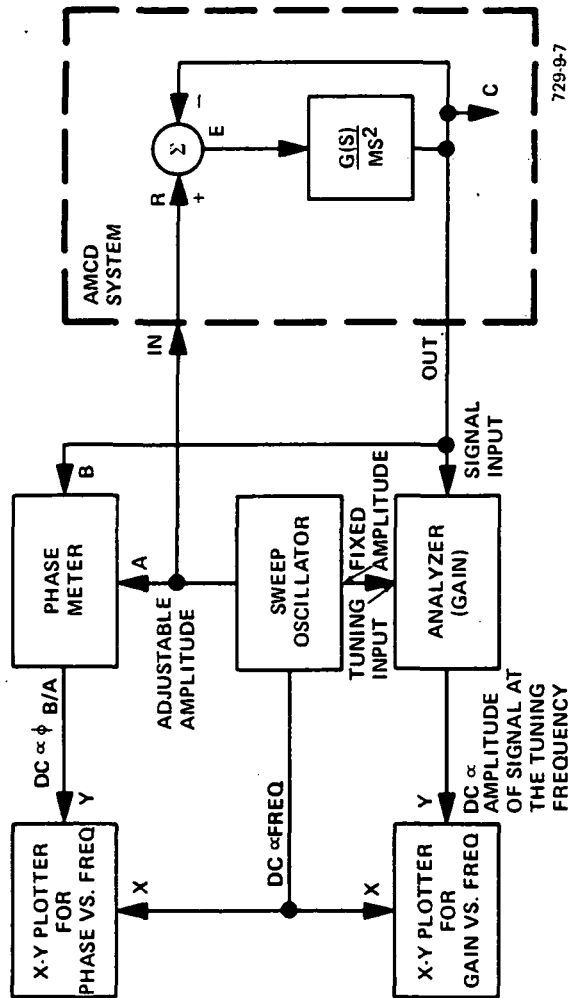 X-Y PLOTTER
FOR
PHASE VS. FREQ
Y
X
DC ∝ ϕ B/A
PHASE
METER
B
A
ADJUSTABLE
AMPLITUDE
IN
AMCD
SYSTEM
R
+
Σ
−
E
G(S)
MS²
C
OUT
DC ∝FREQ
SWEEP
OSCILLATOR
TUNING
INPUT
FIXED
AMPLITUDE
SIGNAL
INPUT
ANALYZER
(GAIN)
X
Y
DC ∝
AMPLITUDE
OF SIGNAL AT
THE TUNING
FREQUENCY
X-Y PLOTTER
FOR
GAIN VS. FREQ
729-9-7